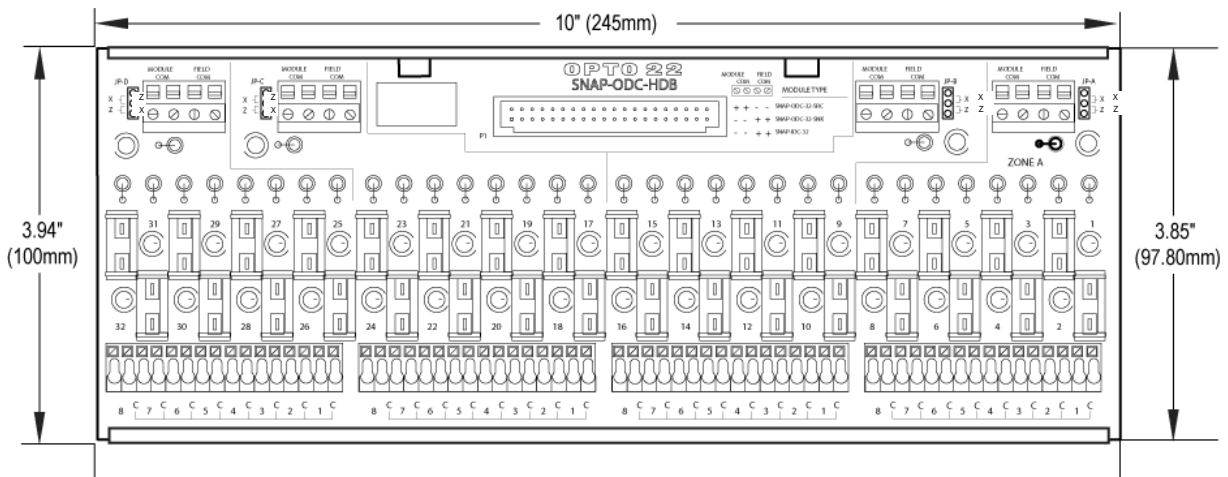 10" (245mm)
3.94"
(100mm)
3.85"
(97.80mm)
OPTO 22
SNAP-ODC-HDB
P1
JP-D
MODULE COM
FIELD COM
X Z
Z X
JP-C
MODULE COM
FIELD COM
X Z
Z X
MODULE COM
FIELD COM
MODULE TYPE
+ + - - SNAP-ODC-32-SRC
- - + + SNAP-ODC-32-SNK
- - + + SNAP-IDC-32
MODULE COM
FIELD COM
JP-B
X X
Z Z
MODULE COM
FIELD COM
JP-A
X X
Z Z
ZONE A
31 29 27 25 23 21 19 17 15 13 11 9 7 5 3 1
32 30 28 26 24 22 20 18 16 14 12 10 8 6 4 2
8 C 7 C 6 C 5 C 4 C 3 C 2 C 1 C
8 C 7 C 6 C 5 C 4 C 3 C 2 C 1 C
8 C 7 C 6 C 5 C 4 C 3 C 2 C 1 C
8 C 7 C 6 C 5 C 4 C 3 C 2 C 1 C